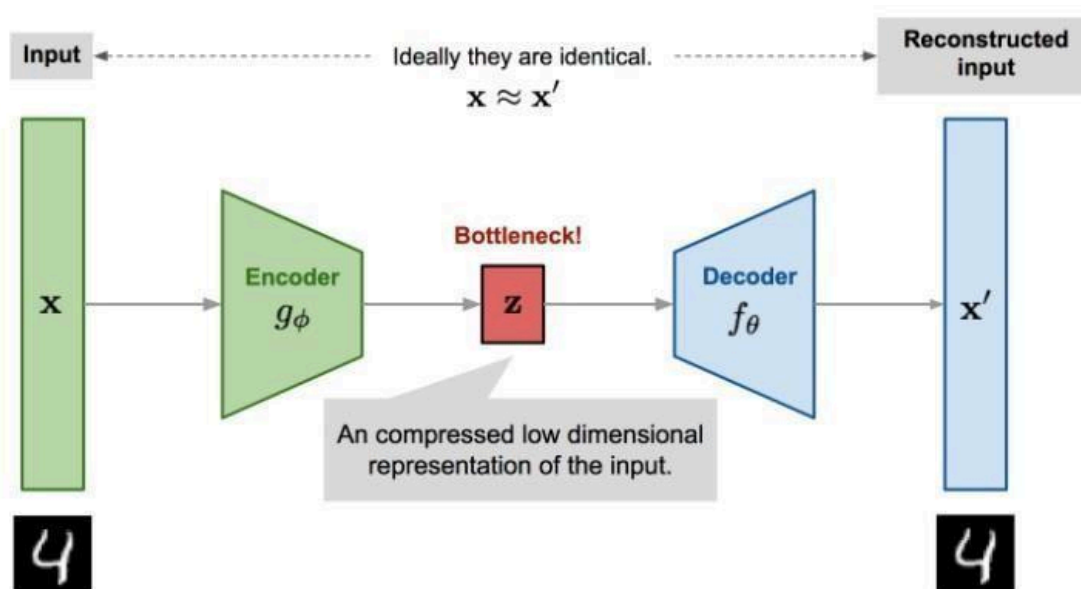 Input
Ideally they are identical.
x ≈ x′
Reconstructed
input
Bottleneck!
x
Encoder
gϕ
z
Decoder
fθ
x′
An compressed low dimensional
representation of the input.
4
4